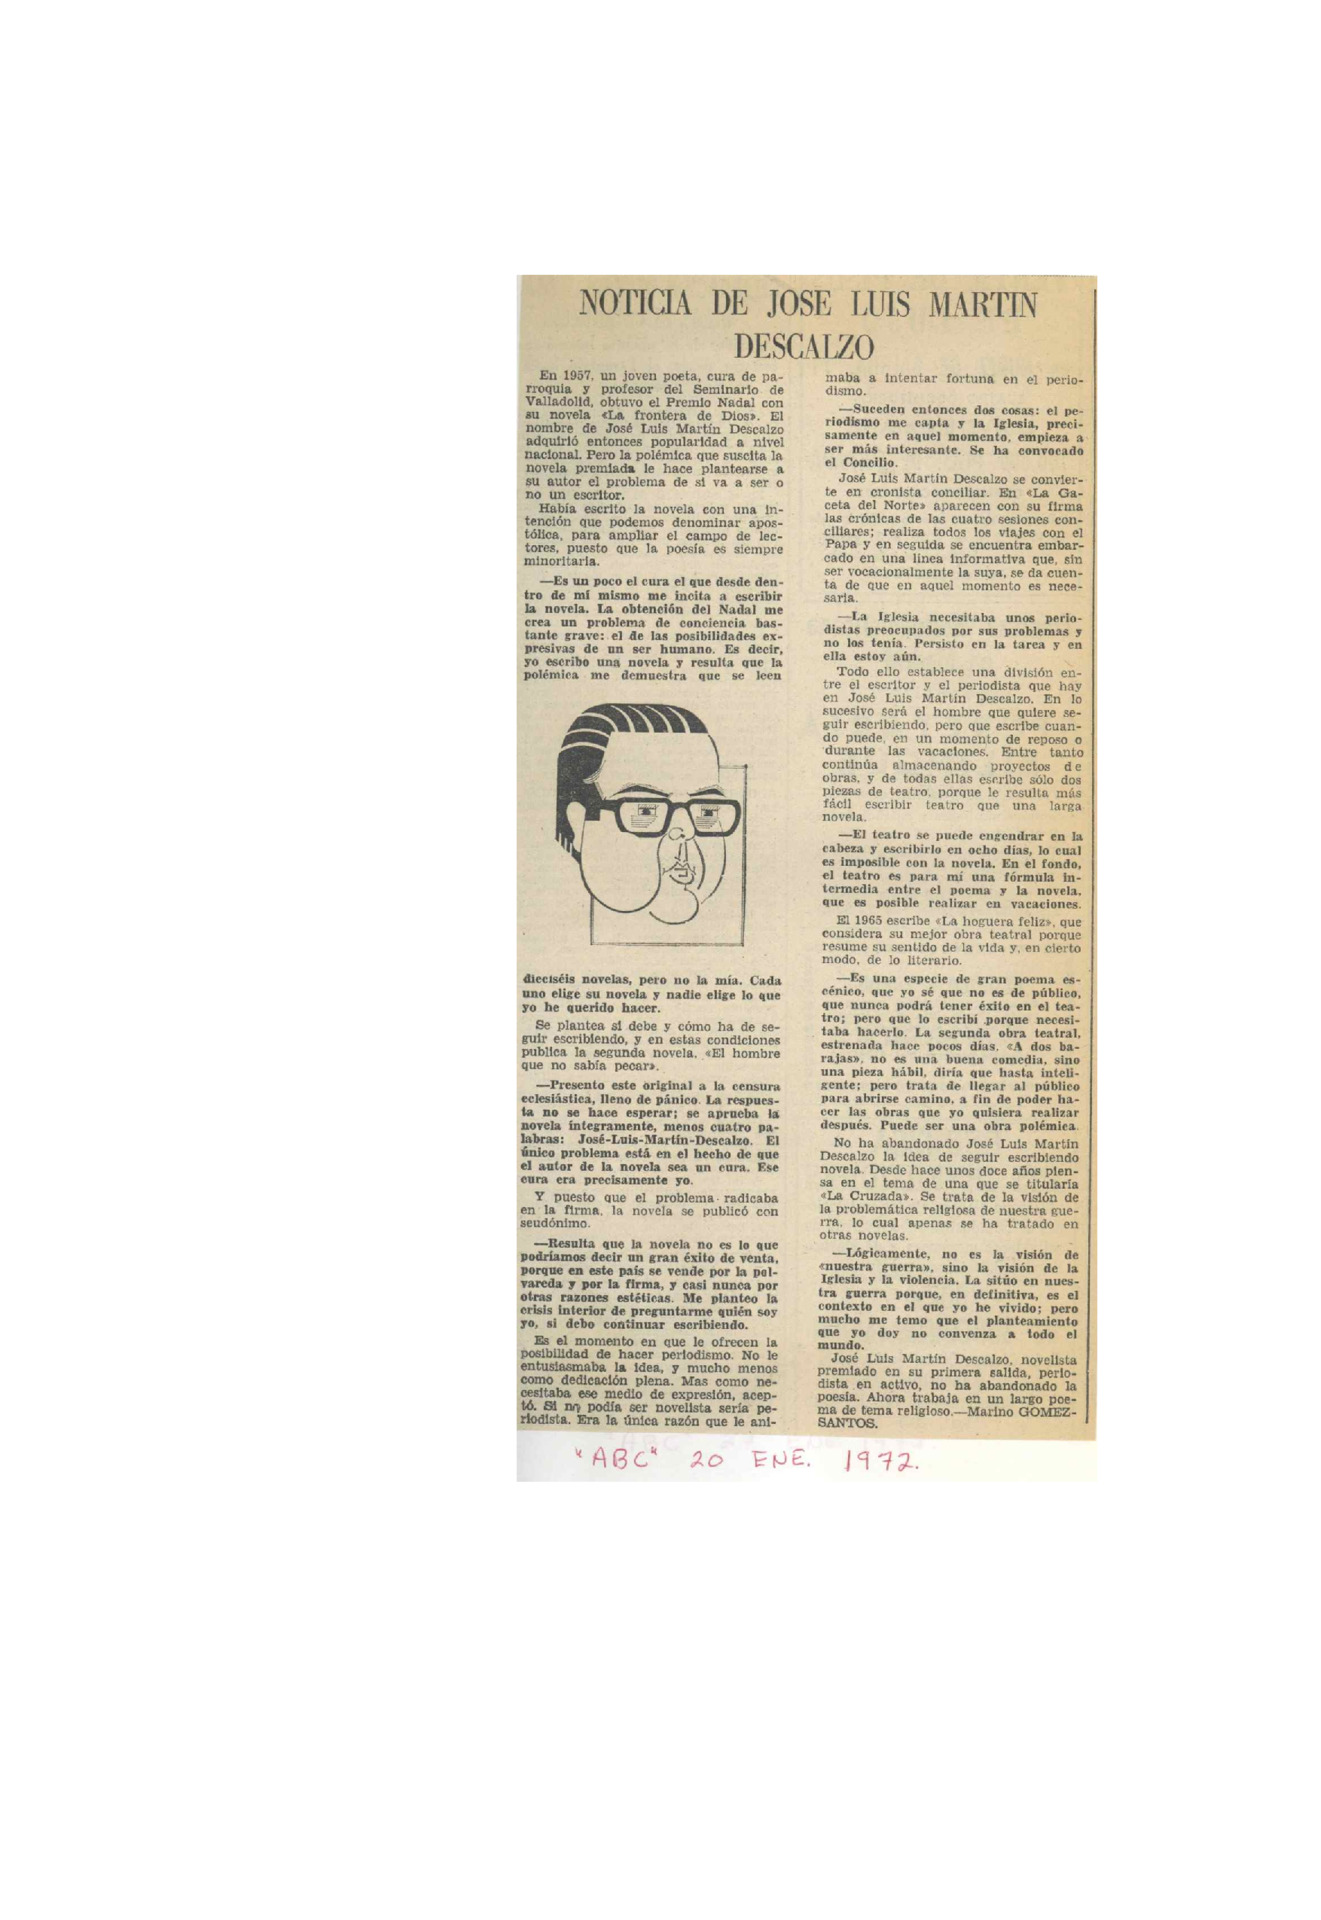 NOTICIA DE JOSE LUIS MARTIN
DESCALZO
En 1957, un joven poeta, cura de pa-
rroquia y profesor del Seminario de
Valladolid, obtuvo el Premio Nadal con
su novela «La frontera de Dios». El
nombre de José Luis Martín Descalzo
adquirió entonces popularidad a nivel
nacional. Pero la polémica que suscita la
novela premiada le hace plantearse a
su autor el problema de si va a ser o
no un escritor.
Había escrito la novela con una in-
tención que podemos denominar apos-
tólica, para ampliar el campo de lec-
tores, puesto que la poesía es siempre
minoritaria.
—Es un poco el cura el que desde den-
tro de mí mismo me incita a escribir
la novela. La obtención del Nadal me
crea un problema de conciencia bas-
tante grave: el de las posibilidades ex-
presivas de un ser humano. Es decir,
yo escribo una novela y resulta que la
polémica me demuestra que se leen
dieciséis novelas, pero no la mía. Cada
uno elige su novela y nadie elige lo que
yo he querido hacer.
Se plantea si debe y cómo ha de se-
guir escribiendo, y en estas condiciones
publica la segunda novela, «El hombre
que no sabía pecar».
—Presento este original a la censura
eclesiástica, lleno de pánico. La respues-
ta no se hace esperar; se aprueba la
novela íntegramente, menos cuatro pa-
labras: José-Luis-Martín-Descalzo. El
único problema está en el hecho de que
el autor de la novela sea un cura. Ese
cura era precisamente yo.
Y puesto que el problema radicaba
en la firma, la novela se publicó con
seudónimo.
—Resulta que la novela no es lo que
podríamos decir un gran éxito de venta,
porque en este país se vende por la pol-
vareda y por la firma, y casi nunca por
otras razones estéticas. Me planteo la
crisis interior de preguntarme quién soy
yo, si debo continuar escribiendo.
Es el momento en que le ofrecen la
posibilidad de hacer periodismo. No le
entusiasmaba la idea, y mucho menos
como dedicación plena. Mas como ne-
cesitaba ese medio de expresión, acep-
tó. Si no podía ser novelista sería pe-
riodista. Era la única razón que le ani-
maba a intentar fortuna en el perio-
dismo.
—Suceden entonces dos cosas: el pe-
riodismo me capta y la Iglesia, preci-
samente en aquel momento, empieza a
ser más interesante. Se ha convocado
el Concilio.
José Luis Martín Descalzo se convier-
te en cronista conciliar. En «La Ga-
ceta del Norte» aparecen con su firma
las crónicas de las cuatro sesiones con-
ciliares; realiza todos los viajes con el
Papa y en seguida se encuentra embar-
cado en una línea informativa que, sin
ser vocacionalmente la suya, se da cuen-
ta de que en aquel momento es nece-
saria.
—La Iglesia necesitaba unos perio-
distas preocupados por sus problemas y
no los tenía. Persisto en la tarea y en
ella estoy aún.
Todo ello establece una división en-
tre el escritor y el periodista que hay
en José Luis Martín Descalzo. En lo
sucesivo será el hombre que quiere se-
guir escribiendo, pero que escribe cuan-
do puede, en un momento de reposo o
durante las vacaciones. Entre tanto
continúa almacenando proyectos de
obras, y de todas ellas escribe sólo dos
piezas de teatro, porque le resulta más
fácil escribir teatro que una larga
novela.
—El teatro se puede engendrar en la
cabeza y escribirlo en ocho días, lo cual
es imposible con la novela. En el fondo,
el teatro es para mí una fórmula in-
termedia entre el poema y la novela,
que es posible realizar en vacaciones.
El 1965 escribe «La hoguera feliz», que
considera su mejor obra teatral porque
resume su sentido de la vida y, en cierto
modo, de lo literario.
—Es una especie de gran poema es-
cénico, que yo sé que no es de público,
que nunca podrá tener éxito en el tea-
tro; pero que lo escribí porque necesi-
taba hacerlo. La segunda obra teatral,
estrenada hace pocos días, «A dos ba-
rajas», no es una buena comedia, sino
una pieza hábil, diría que hasta inteli-
gente; pero trata de llegar al público
para abrirse camino, a fin de poder ha-
cer las obras que yo quisiera realizar
después. Puede ser una obra polémica.
No ha abandonado José Luis Martín
Descalzo la idea de seguir escribiendo
novela. Desde hace unos doce años pien-
sa en el tema de una que se titularía
«La Cruzada». Se trata de la visión de
la problemática religiosa de nuestra gue-
rra, lo cual apenas se ha tratado en
otras novelas.
—Lógicamente, no es la visión de
«nuestra guerra», sino la visión de la
Iglesia y la violencia. La sitúo en nues-
tra guerra porque, en definitiva, es el
contexto en el que yo he vivido; pero
mucho me temo que el planteamiento
que yo doy no convenza a todo el
mundo.
José Luis Martín Descalzo, novelista
premiado en su primera salida, perio-
dista en activo, no ha abandonado la
poesía. Ahora trabaja en un largo poe-
ma de tema religioso.—Marino GOMEZ-
SANTOS.
"ABC" 20 ENE. 1972.